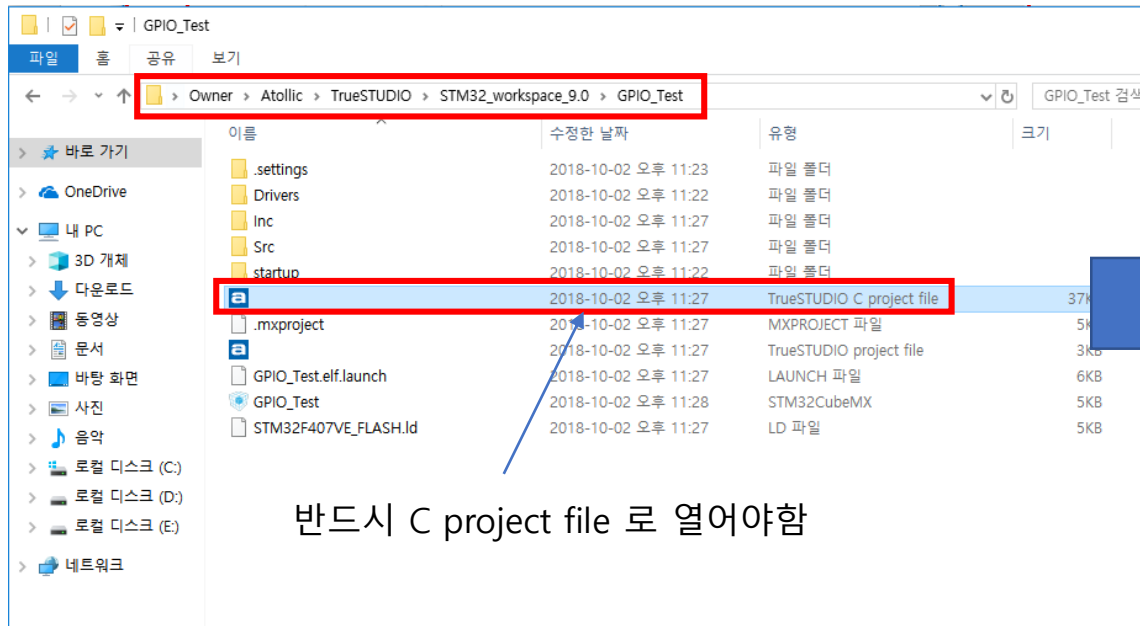 GPIO_Test
파일 홈 공유 보기
Owner > Atollic > TrueSTUDIO > STM32_workspace_9.0 > GPIO_Test GPIO_Test 검색
이름 수정한 날짜 유형 크기
바로 가기
OneDrive
내 PC
3D 개체
다운로드
동영상
문서
바탕 화면
사진
음악
로컬 디스크 (C:)
로컬 디스크 (D:)
로컬 디스크 (E:)
네트워크
.settings 2018-10-02 오후 11:23 파일 폴더
Drivers 2018-10-02 오후 11:22 파일 폴더
Inc 2018-10-02 오후 11:27 파일 폴더
Src 2018-10-02 오후 11:27 파일 폴더
startup 2018-10-02 오후 11:22 파일 폴더
2018-10-02 오후 11:27 TrueSTUDIO C project file
.mxproject 2018-10-02 오후 11:27 MXPROJECT 파일
2018-10-02 오후 11:27 TrueSTUDIO project file 3KB
GPIO_Test.elf.launch 2018-10-02 오후 11:27 LAUNCH 파일 6KB
GPIO_Test 2018-10-02 오후 11:28 STM32CubeMX 5KB
STM32F407VE_FLASH.ld 2018-10-02 오후 11:27 LD 파일 5KB
반드시 C project file 로 열어야함